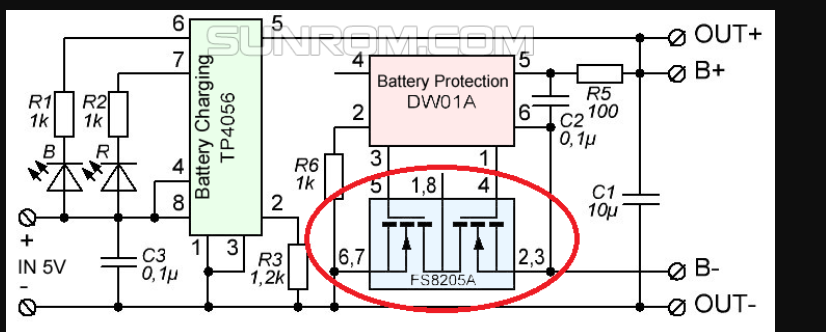 SUNROM.COM
6
5
OUT+
7
4
5
B+
Battery Charging
TP4056
Battery Protection
DW01A
R5
100
R1
1k
R2
1k
C2
0,1µ
2
6
B
R
R6
1k
3
1
4
5
1,8
4
C1
10µ
8
2
+
IN 5V
-
C3
0,1µ
1
3
R3
1,2k
6,7
2,3
FS8205A
B-
OUT-